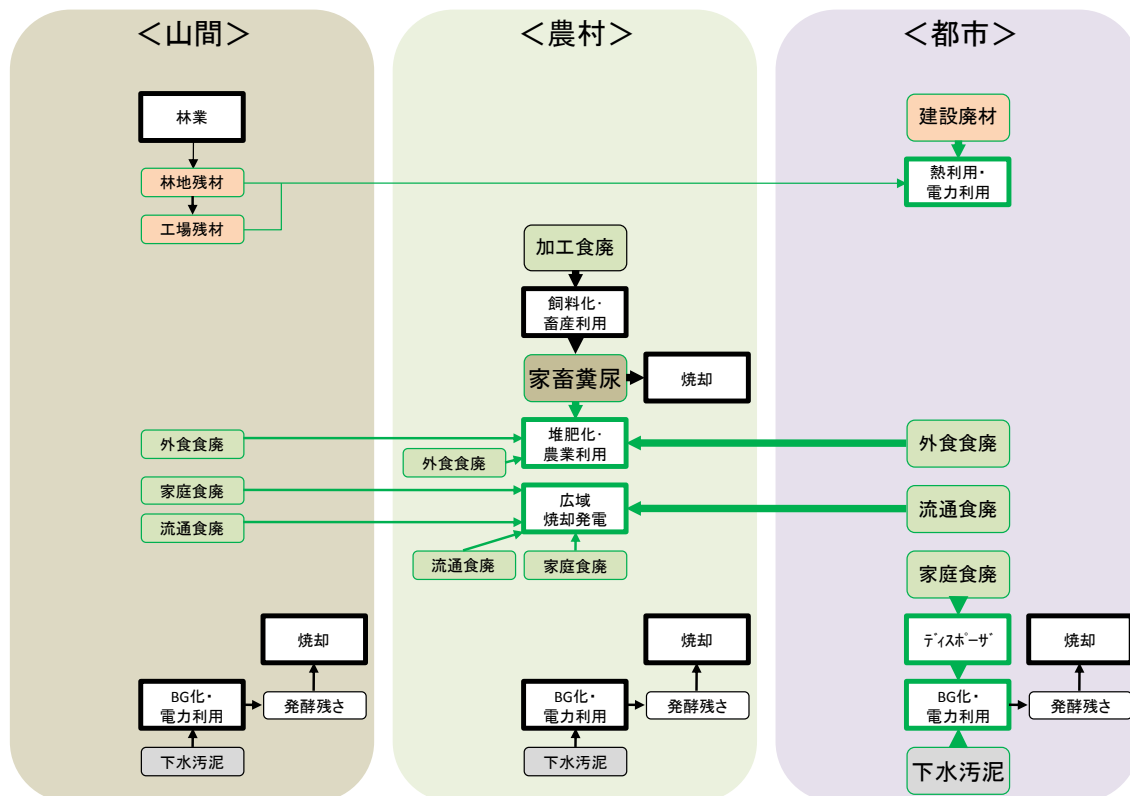 ＜山間＞
林業
林地残材
工場残材
外食食廃
家庭食廃
流通食廃
焼却
BG化・
電力利用
発酵残さ
下水汚泥
＜農村＞
加工食廃
飼料化・
畜産利用
家畜糞尿
焼却
堆肥化・
農業利用
外食食廃
広域
焼却発電
流通食廃
家庭食廃
焼却
BG化・
電力利用
発酵残さ
下水汚泥
＜都市＞
建設廃材
熱利用・
電力利用
外食食廃
流通食廃
家庭食廃
ﾃﾞｨｽﾎﾟｰｻﾞ
焼却
BG化・
電力利用
発酵残さ
下水汚泥